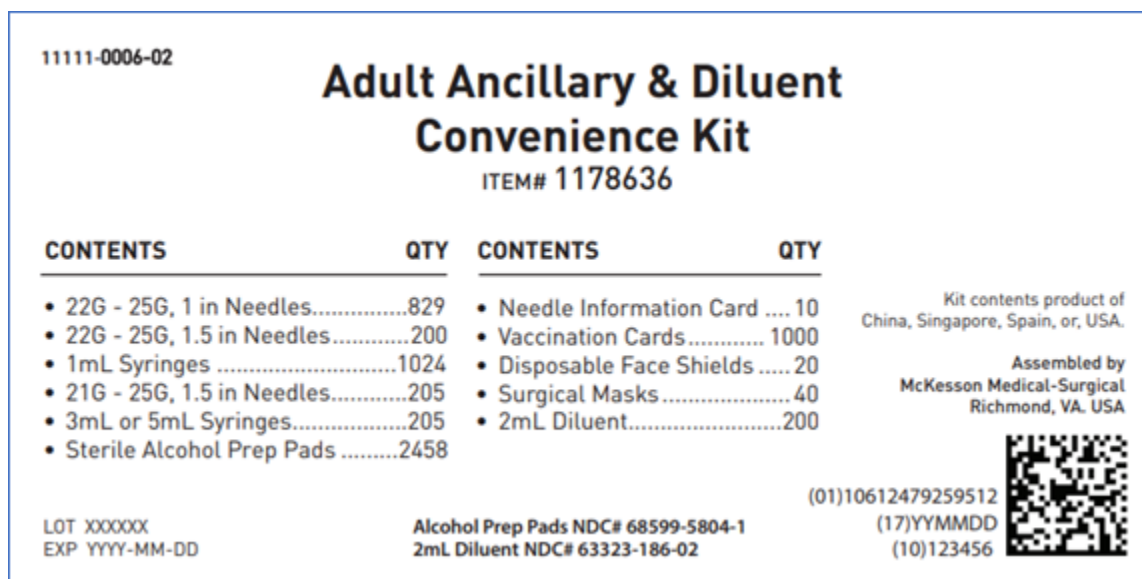 11111-0006-02
Adult Ancillary & Diluent
Convenience Kit
ITEM# 1178636
CONTENTS QTY
• 22G - 25G, 1 in Needles...............829
• 22G - 25G, 1.5 in Needles............200
• 1mL Syringes ............................1024
• 21G - 25G, 1.5 in Needles............205
• 3mL or 5mL Syringes..................205
• Sterile Alcohol Prep Pads .........2458
CONTENTS QTY
• Needle Information Card ....10
• Vaccination Cards............ 1000
• Disposable Face Shields .....20
• Surgical Masks....................40
• 2mL Diluent........................200
Kit contents product of
China, Singapore, Spain, or, USA.
Assembled by
McKesson Medical-Surgical
Richmond, VA. USA
LOT XXXXXX
EXP YYYY-MM-DD
Alcohol Prep Pads NDC# 68599-5804-1
2mL Diluent NDC# 63323-186-02
(01)10612479259512
(17)YYMMDD
(10)123456